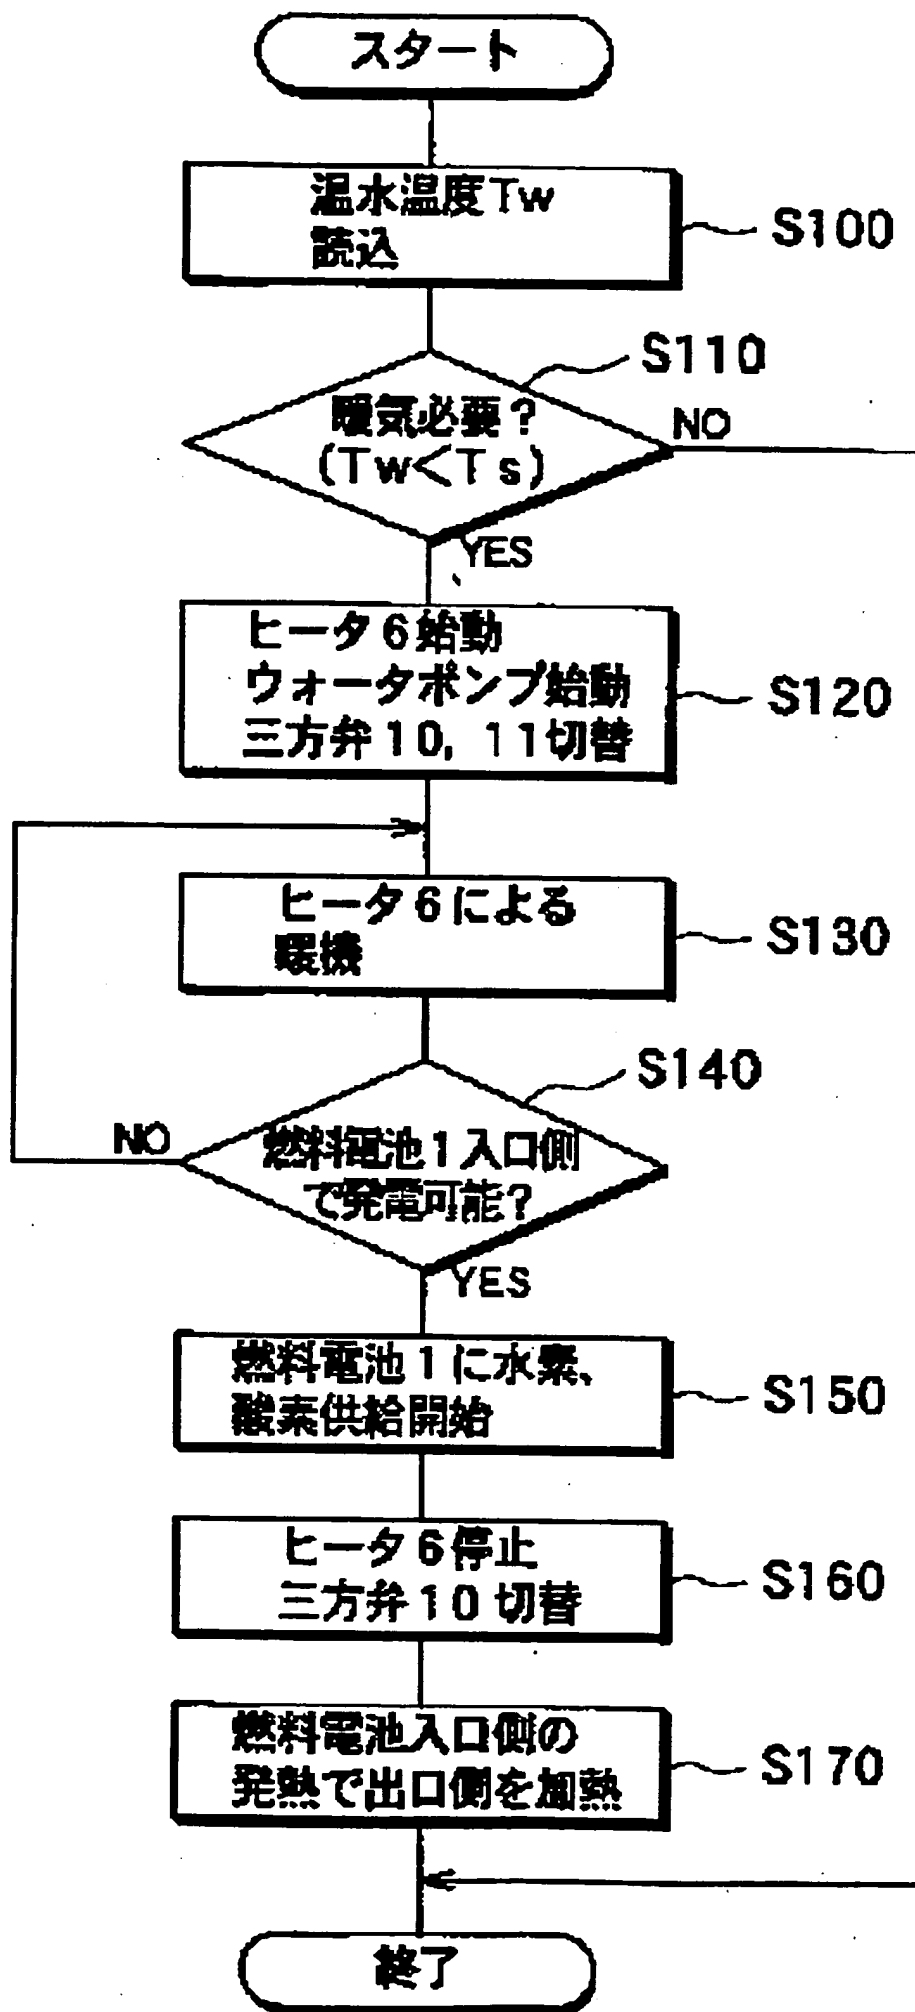 スタート
温水温度Tw
読込
S100
S110
暖気必要？
(Tw<Ts)
NO
YES
ヒータ6始動
ウォータポンプ始動
三方弁10, 11切替
S120
ヒータ6による
暖機
S130
S140
NO
燃料電池1入口側
で発電可能？
YES
燃料電池1に水素、
酸素供給開始
S150
ヒータ6停止
三方弁10切替
S160
燃料電池入口側の
発熱で出口側を加熱
S170
終了